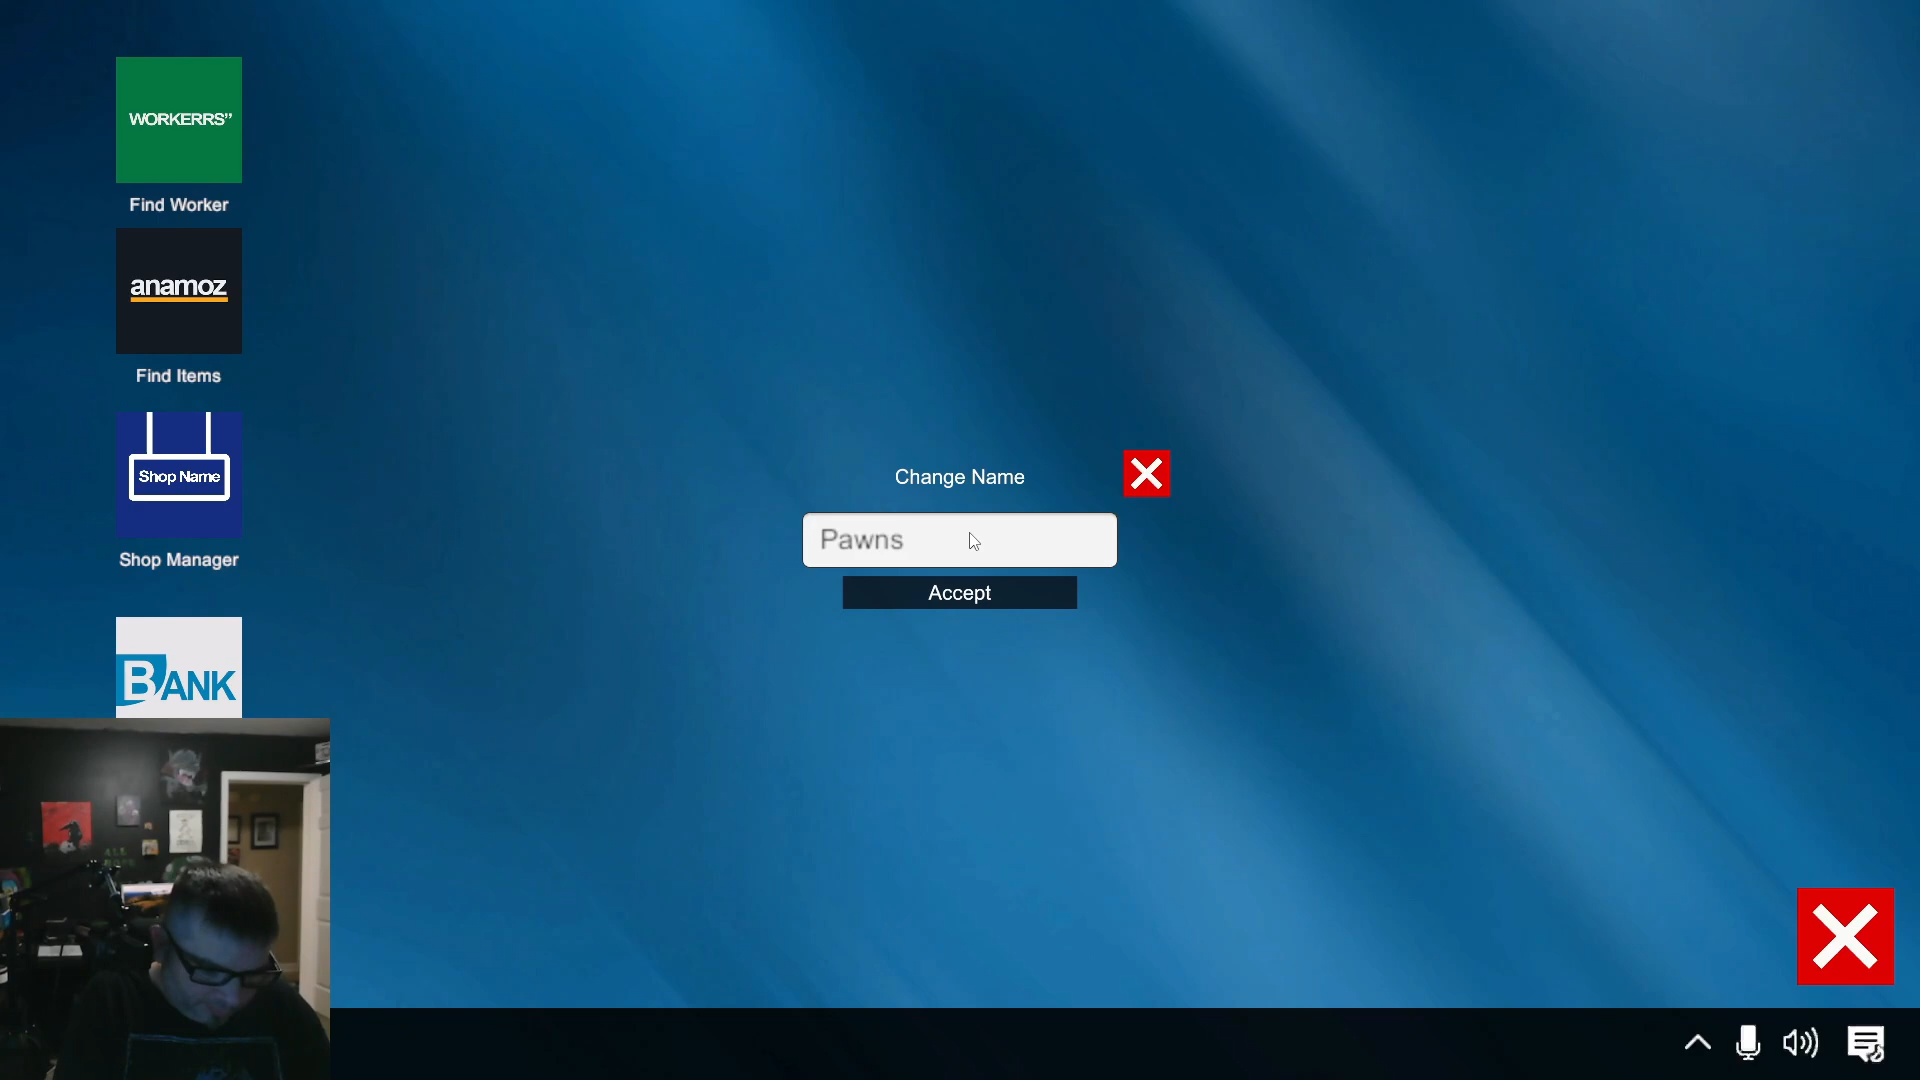 WORKERRS”
Find Worker
anamoz
Find Items
Shop Name
Shop Manager
BANK
Change Name
Pawns
Accept